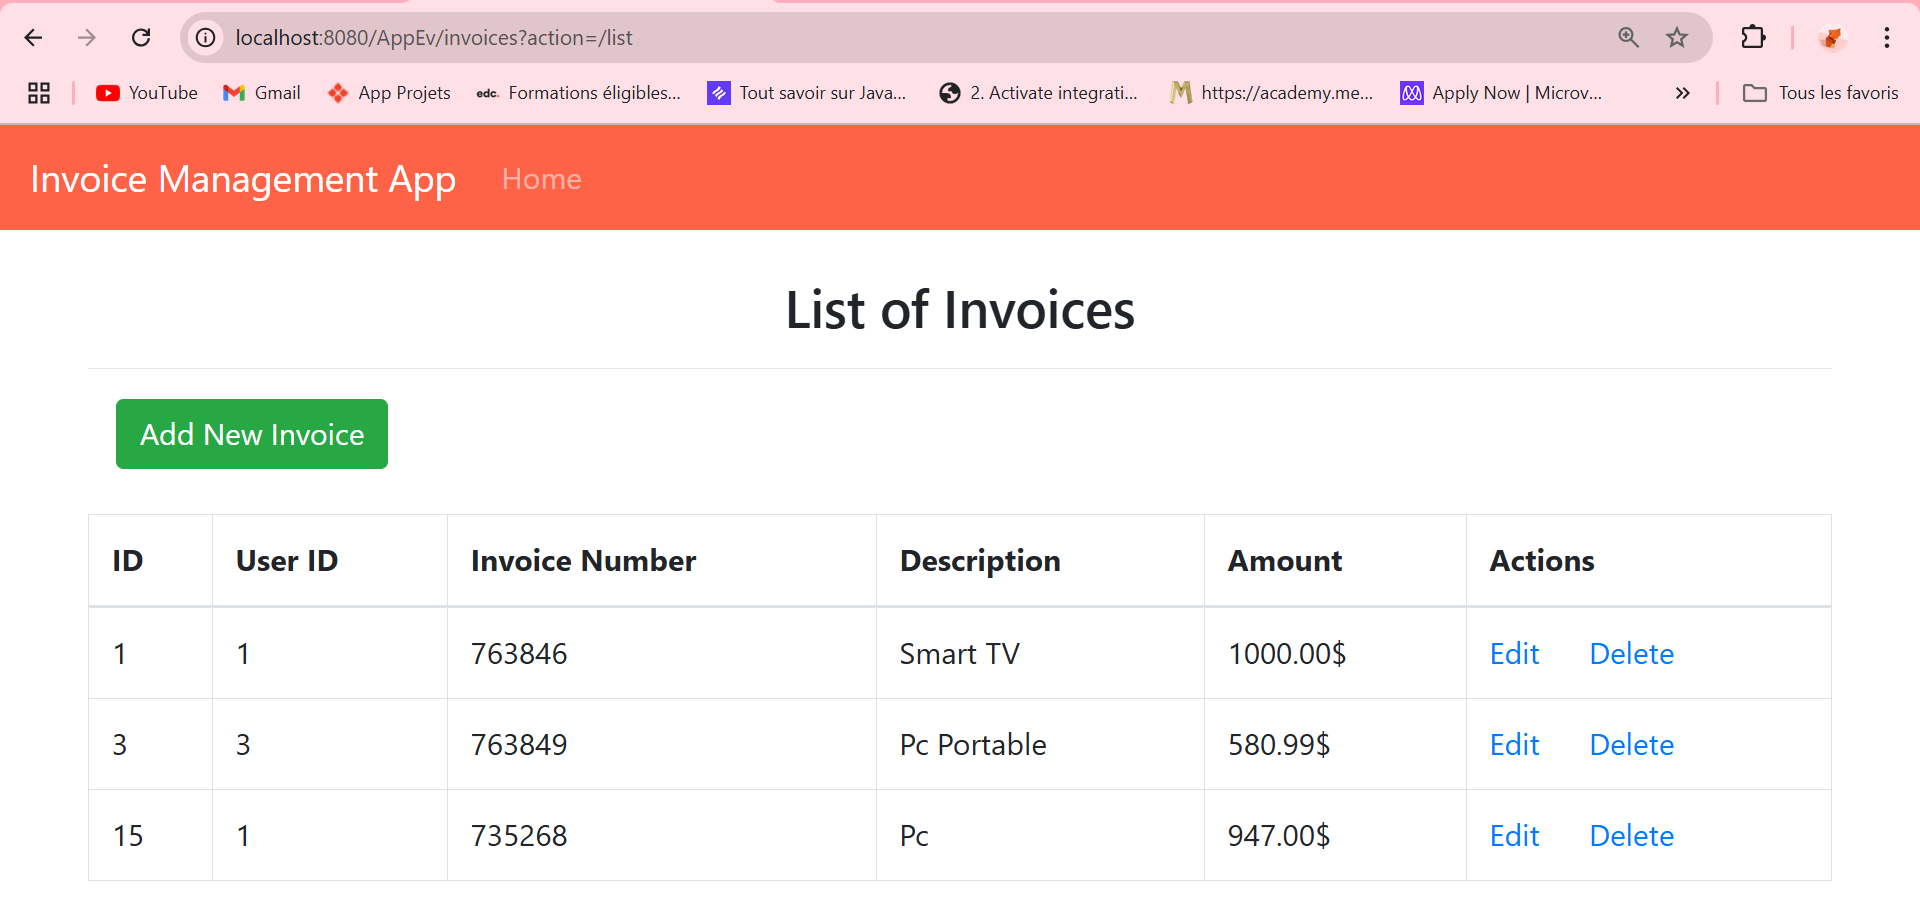 localhost:8080/AppEv/invoices?action=/list
YouTube Gmail App Projets edc. Formations éligibles... Tout savoir sur Java... 2. Activate integrati... https://academy.me... Apply Now | Microv... » Tous les favoris
Invoice Management App Home
List of Invoices
Add New Invoice
ID User ID Invoice Number Description Amount Actions
1 1 763846 Smart TV 1000.00$ Edit Delete
3 3 763849 Pc Portable 580.99$ Edit Delete
15 1 735268 Pc 947.00$ Edit Delete